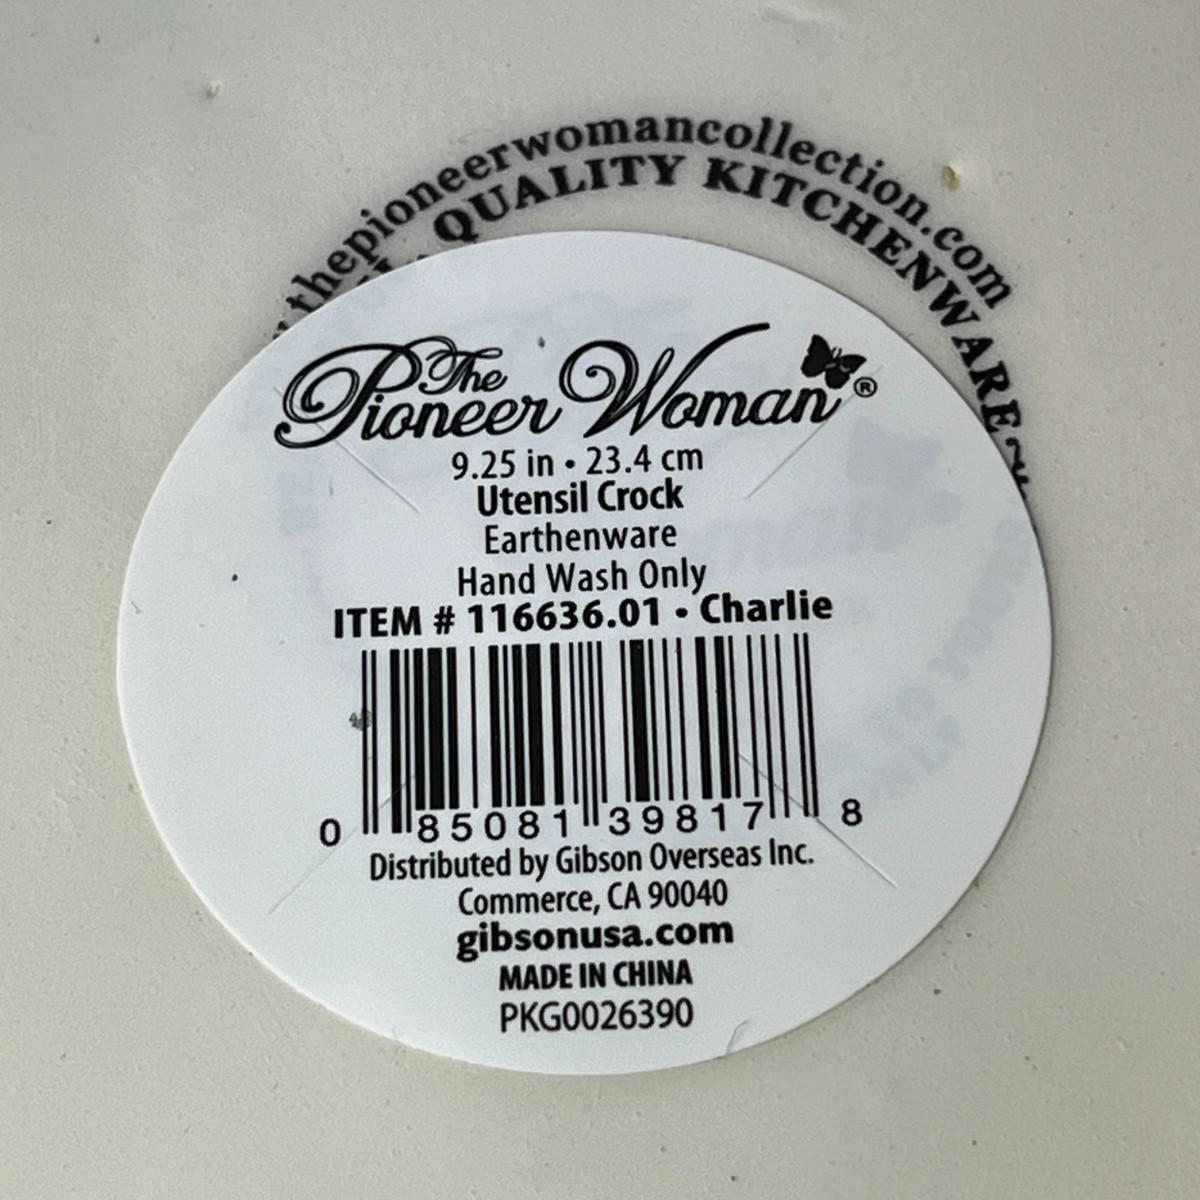 thepioneerwomancollection.com
QUALITY KITCHENWARE~
The
Pioneer Woman®
9.25 in • 23.4 cm
Utensil Crock
Earthenware
Hand Wash Only
ITEM # 116636.01 • Charlie
0 85081 39817 8
Distributed by Gibson Overseas Inc.
Commerce, CA 90040
gibsonusa.com
MADE IN CHINA
PKG0026390